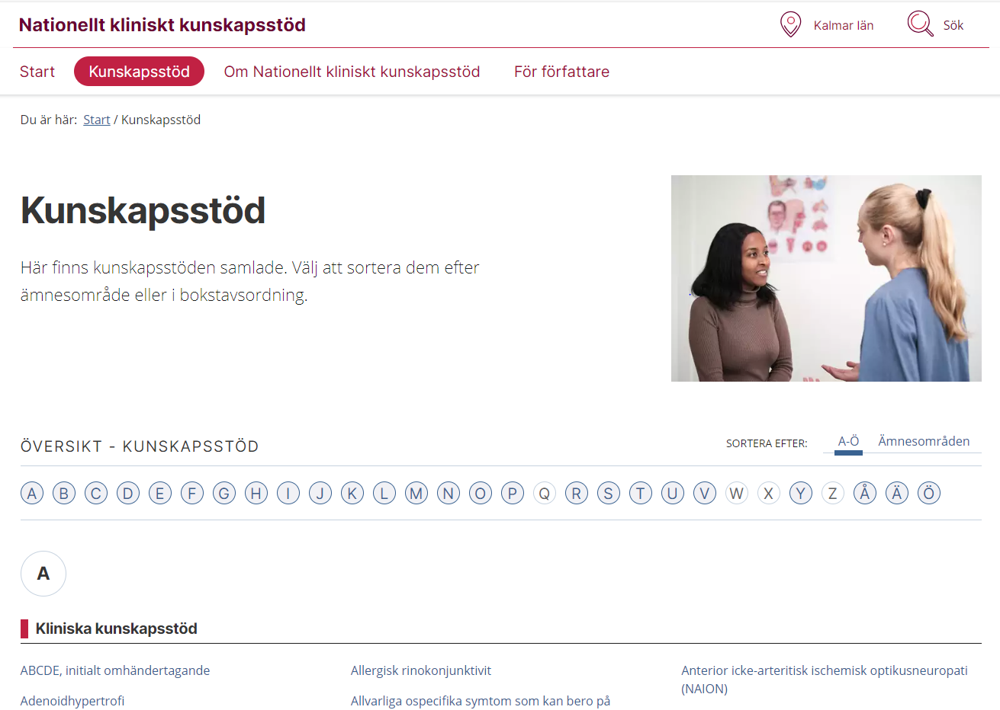 Nationellt kliniskt kunskapsstöd
Kalmar län
Sök
Start
Kunskapsstöd
Om Nationellt kliniskt kunskapsstöd
För författare
Du är här: Start / Kunskapsstöd
Kunskapsstöd
Här finns kunskapsstöden samlade. Välj att sortera dem efter
ämnesområde eller i bokstavsordning.
ÖVERSIKT - KUNSKAPSSTÖD
SORTERA EFTER:
A-Ö
Ämnesområden
A B C D E F G H I J K L M N O P Q R S T U V W X Y Z Å Ä Ö
A
Kliniska kunskapsstöd
ABCDE, initialt omhändertagande
Adenoidhypertrofi
Allergisk rinokonjunktivit
Allvarliga ospecifika symtom som kan bero på
Anterior icke-arteritisk ischemisk optikusneuropati
(NAION)